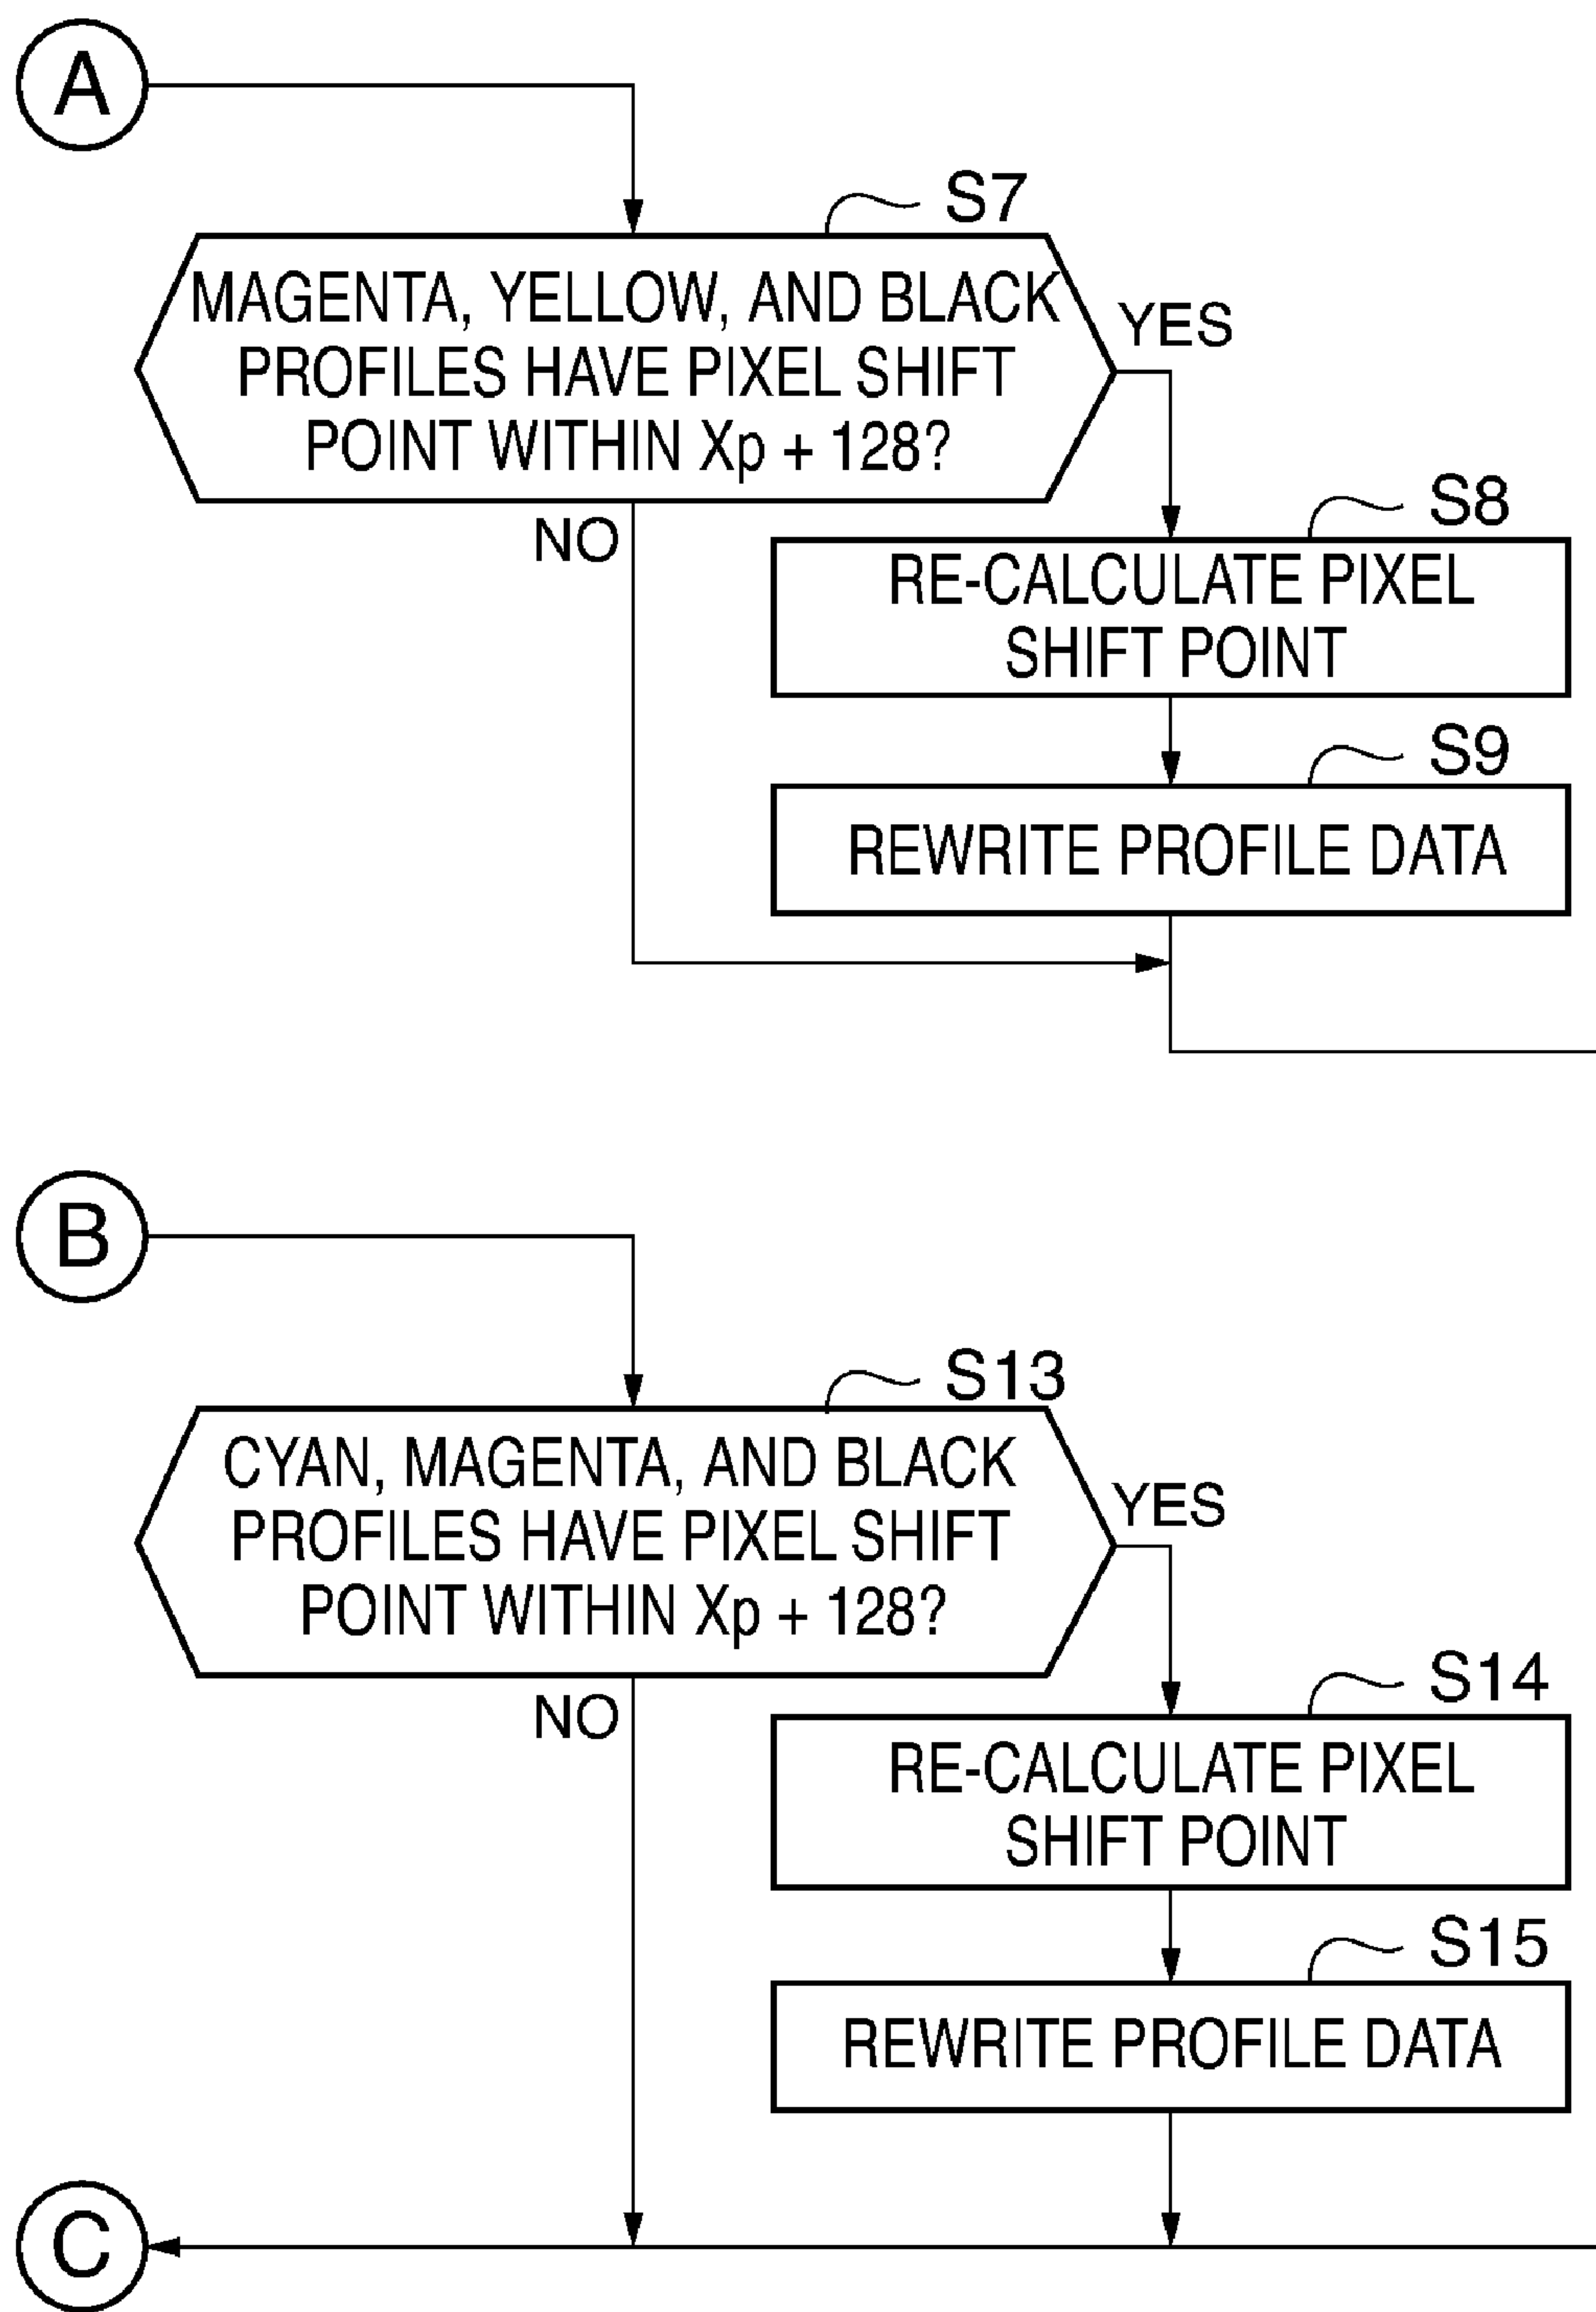 A
S7
MAGENTA, YELLOW, AND BLACK
PROFILES HAVE PIXEL SHIFT
POINT WITHIN Xp + 128?
YES
NO
S8
RE-CALCULATE PIXEL
SHIFT POINT
S9
REWRITE PROFILE DATA
B
S13
CYAN, MAGENTA, AND BLACK
PROFILES HAVE PIXEL SHIFT
POINT WITHIN Xp + 128?
YES
NO
S14
RE-CALCULATE PIXEL
SHIFT POINT
S15
REWRITE PROFILE DATA
C